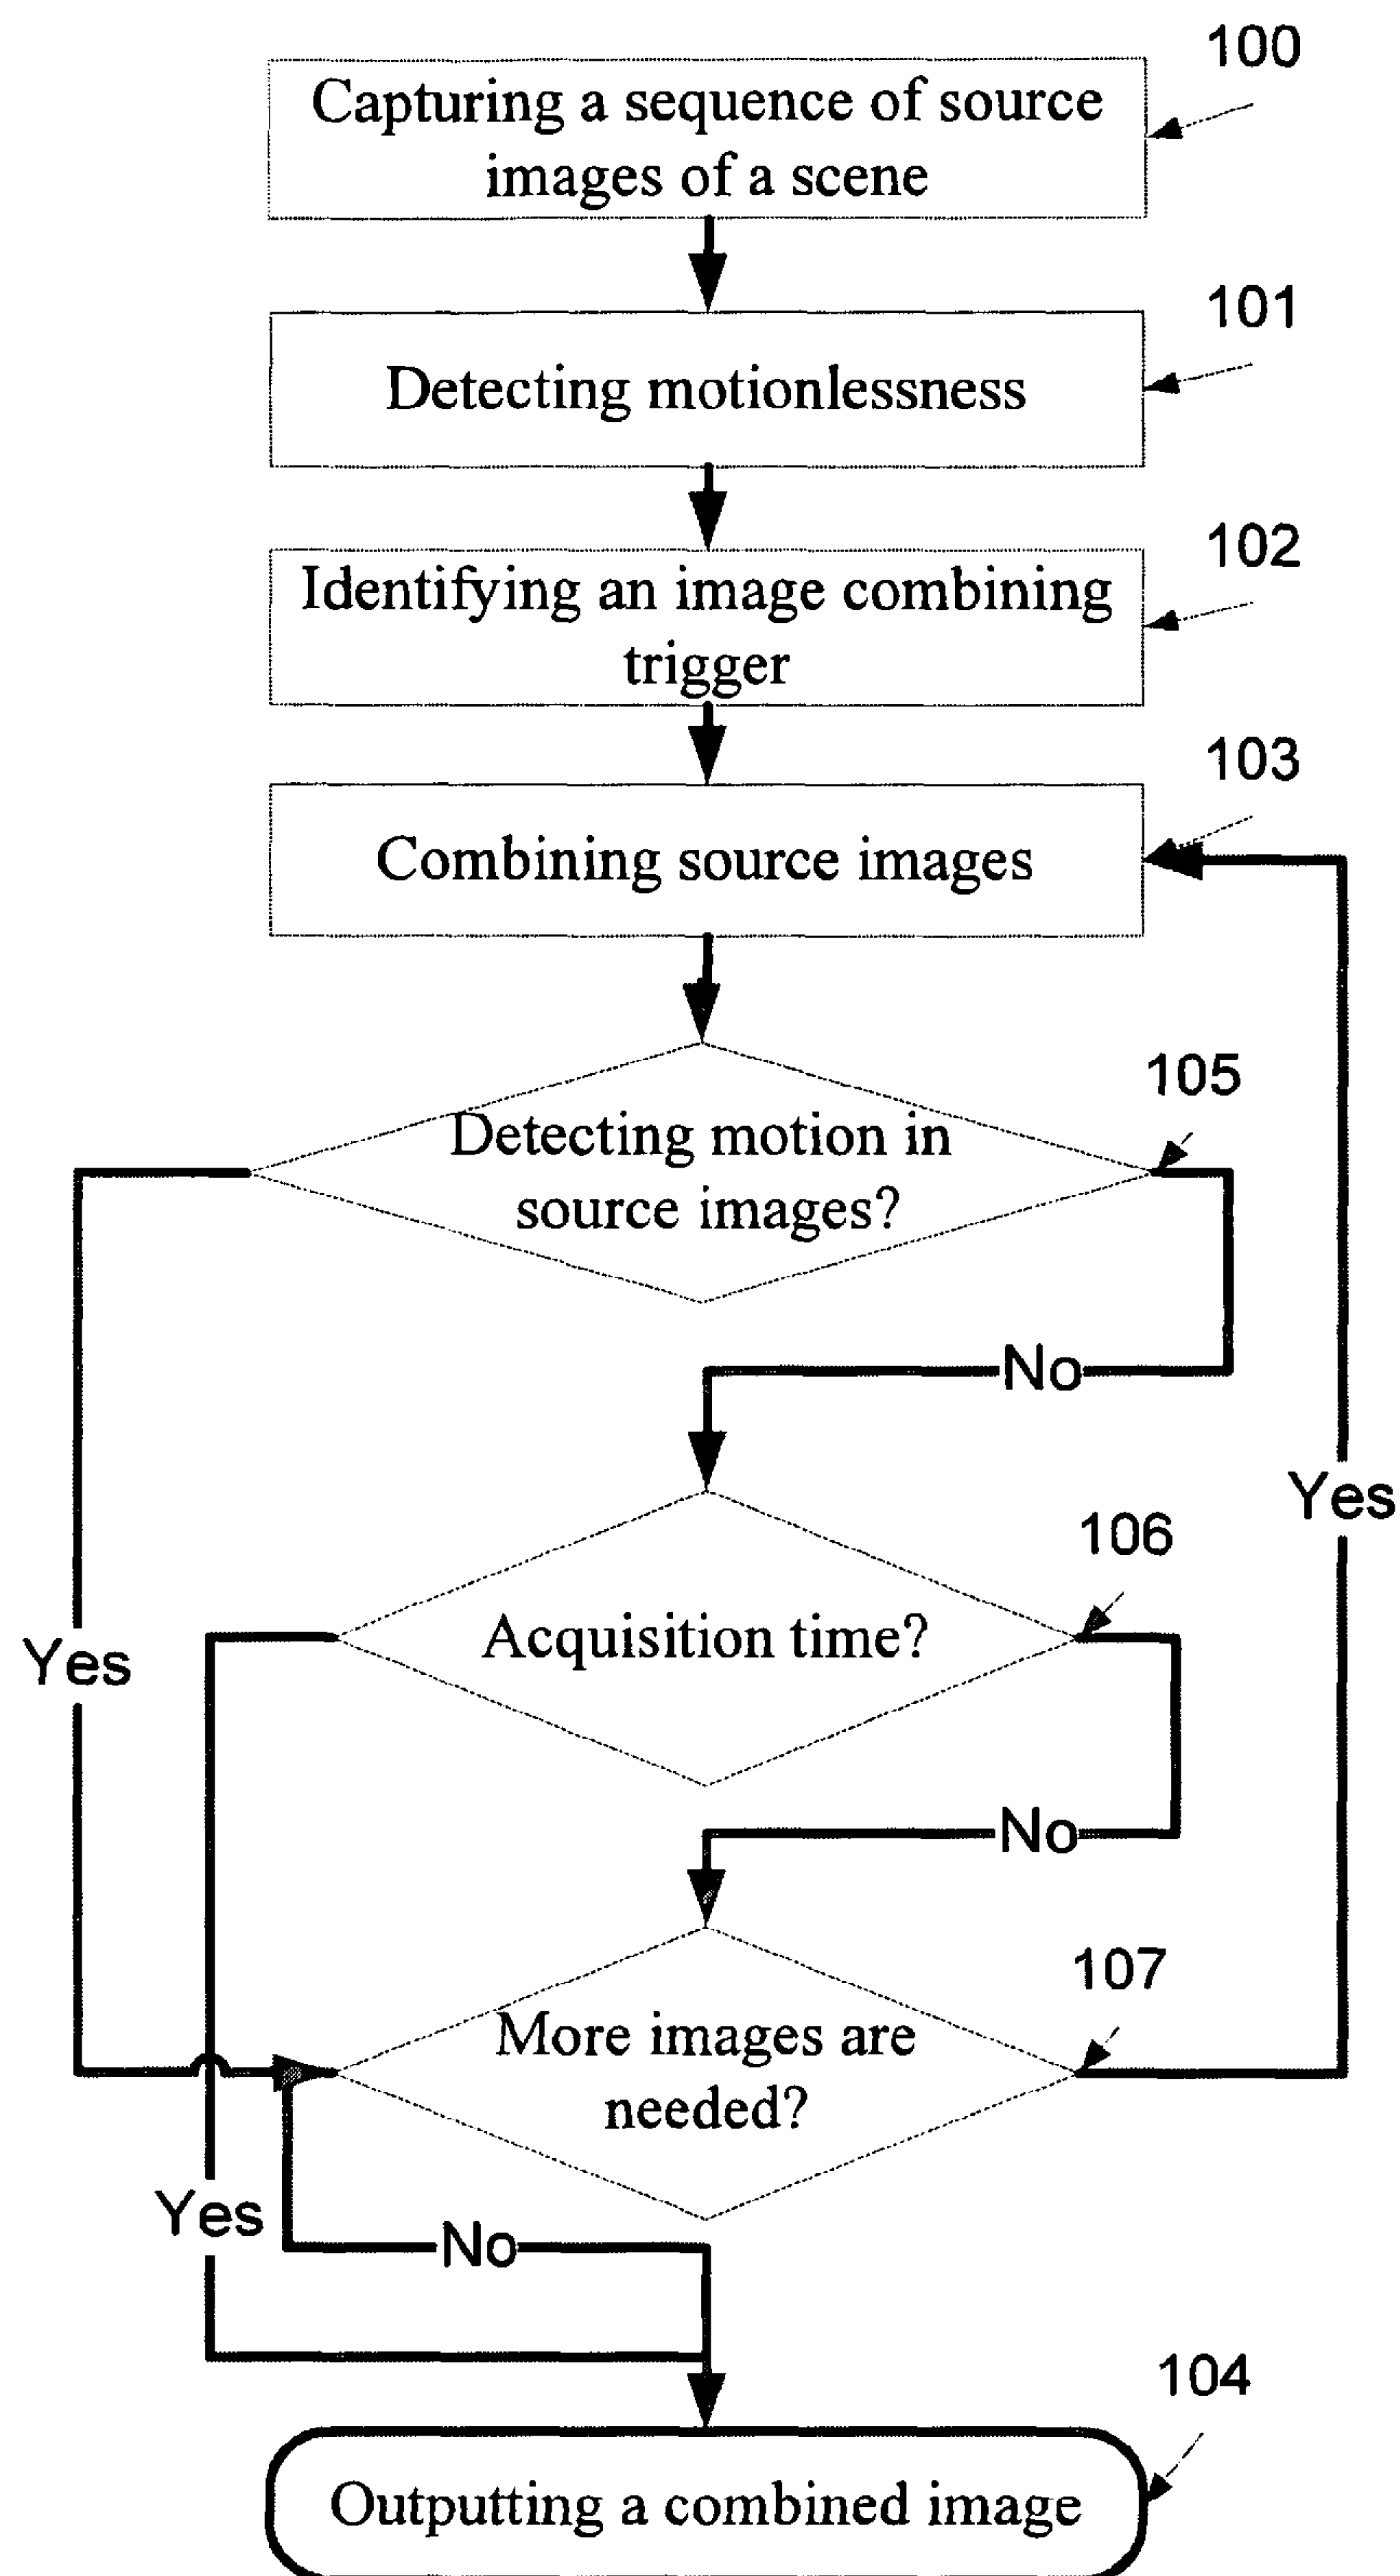 100
Capturing a sequence of source
images of a scene
101
Detecting motionlessness
102
Identifying an image combining
trigger
103
Combining source images
105
Detecting motion in
source images?
No
Yes
106
Acquisition time?
Yes
No
107
More images are
needed?
Yes
No
104
Outputting a combined image